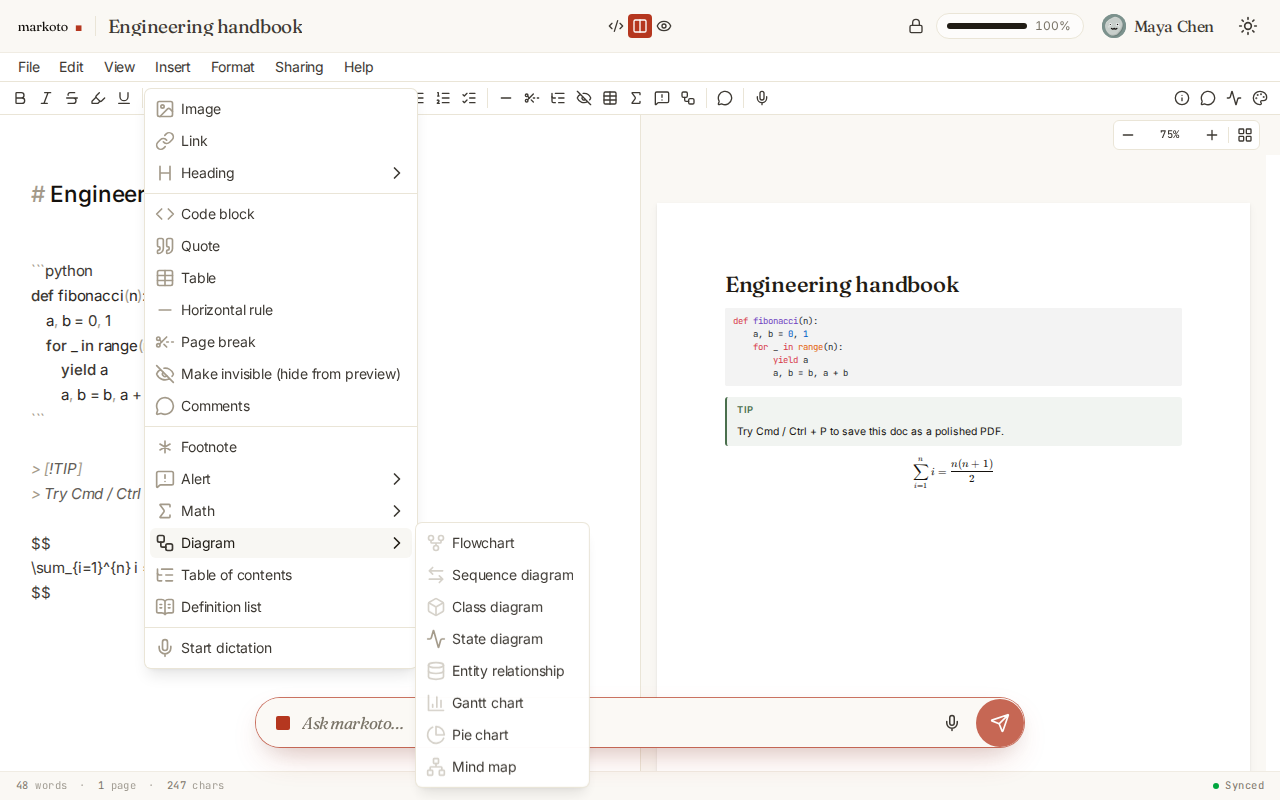 markoto
Engineering handbook
100%
Maya Chen
File Edit View Insert Format Sharing Help
75%
Image
Link
Heading
Code block
Quote
Table
Horizontal rule
Page break
Make invisible (hide from preview)
Comments
Footnote
Alert
Math
Diagram
Table of contents
Definition list
Start dictation
Flowchart
Sequence diagram
Class diagram
State diagram
Entity relationship
Gantt chart
Pie chart
Mind map
# Engineer
```python
def fibonacci(n):
a, b = 0, 1
for _ in range(
yield a
a, b = b, a +
```
> [!TIP]
> Try Cmd / Ctrl
$$
\sum_{i=1}^{n} i =
$$
Engineering handbook
def fibonacci(n):
a, b = 0, 1
for _ in range(n):
yield a
a, b = b, a + b
TIP
Try Cmd / Ctrl + P to save this doc as a polished PDF.
∑_{i=1}^{n} i = n(n + 1) / 2
Ask markoto...
48 words · 1 page · 247 chars
Synced